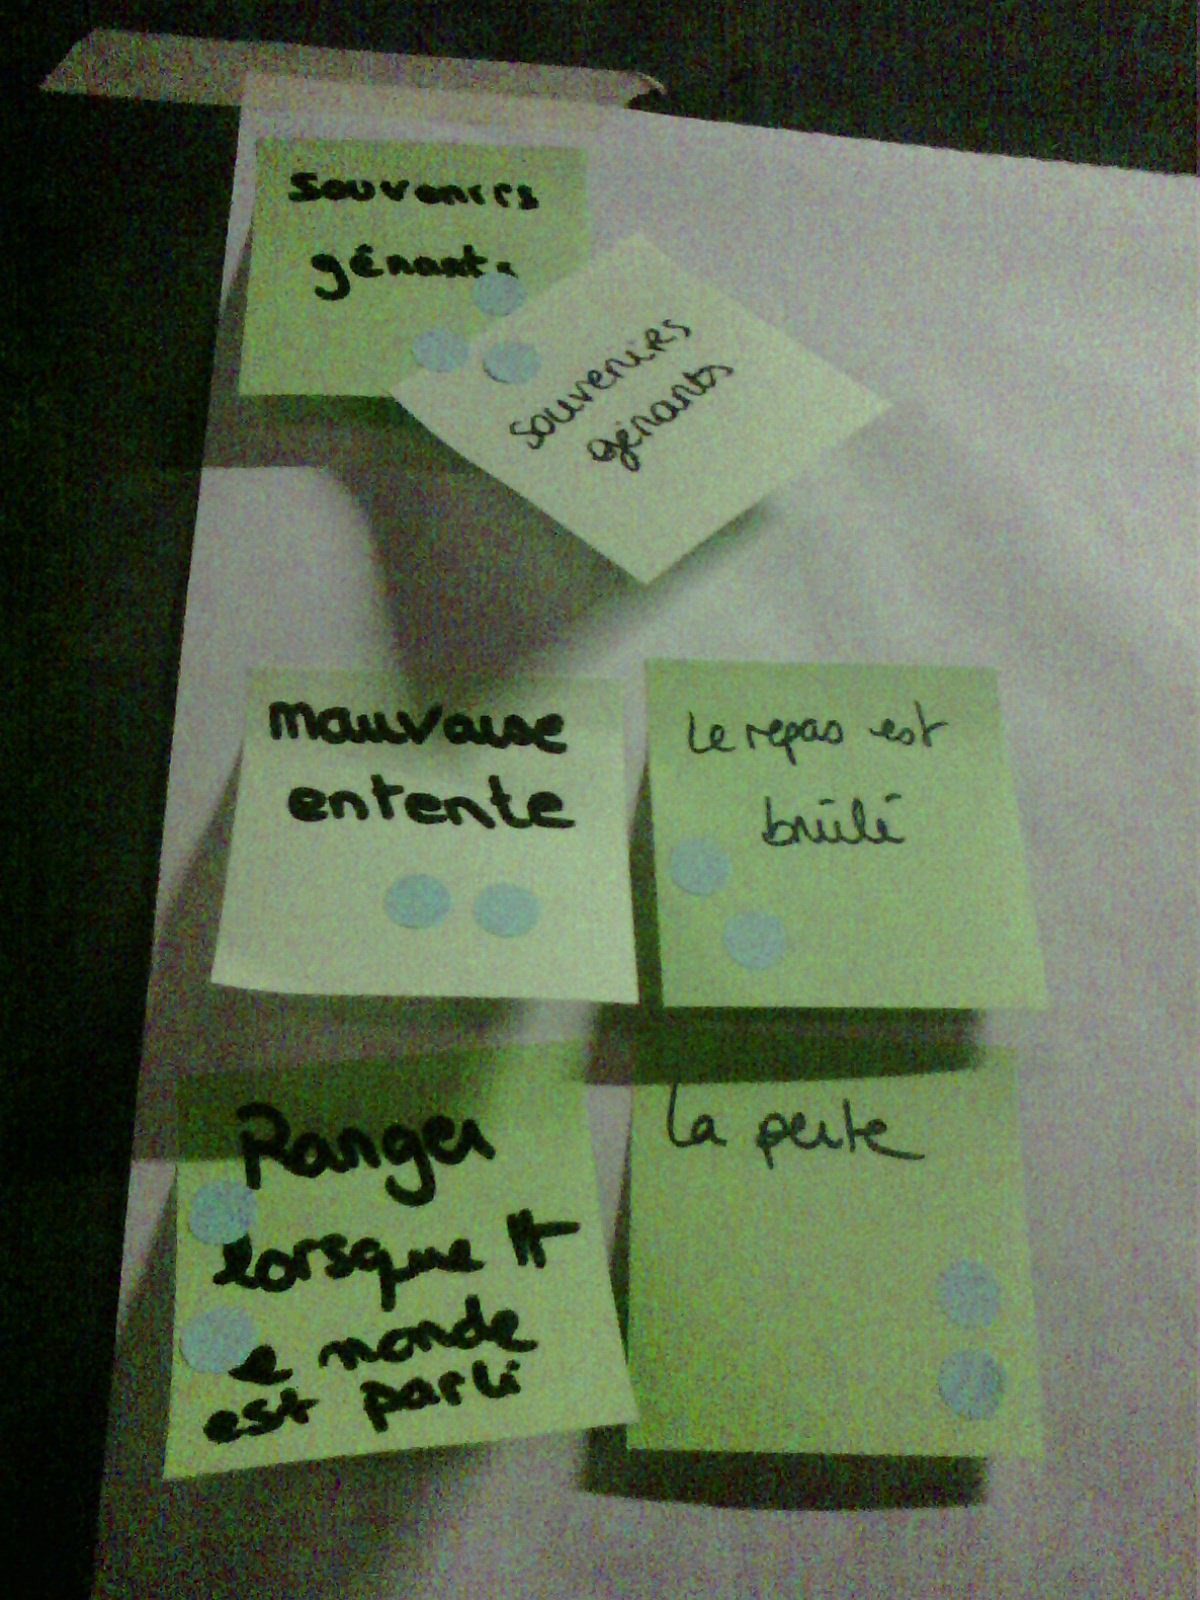 souvenirs
gênants
souvenirs
gênants
mauvaise
entente
Le repas est
brûlé
Ranger
lorsque tt
le monde
est parti
la perte